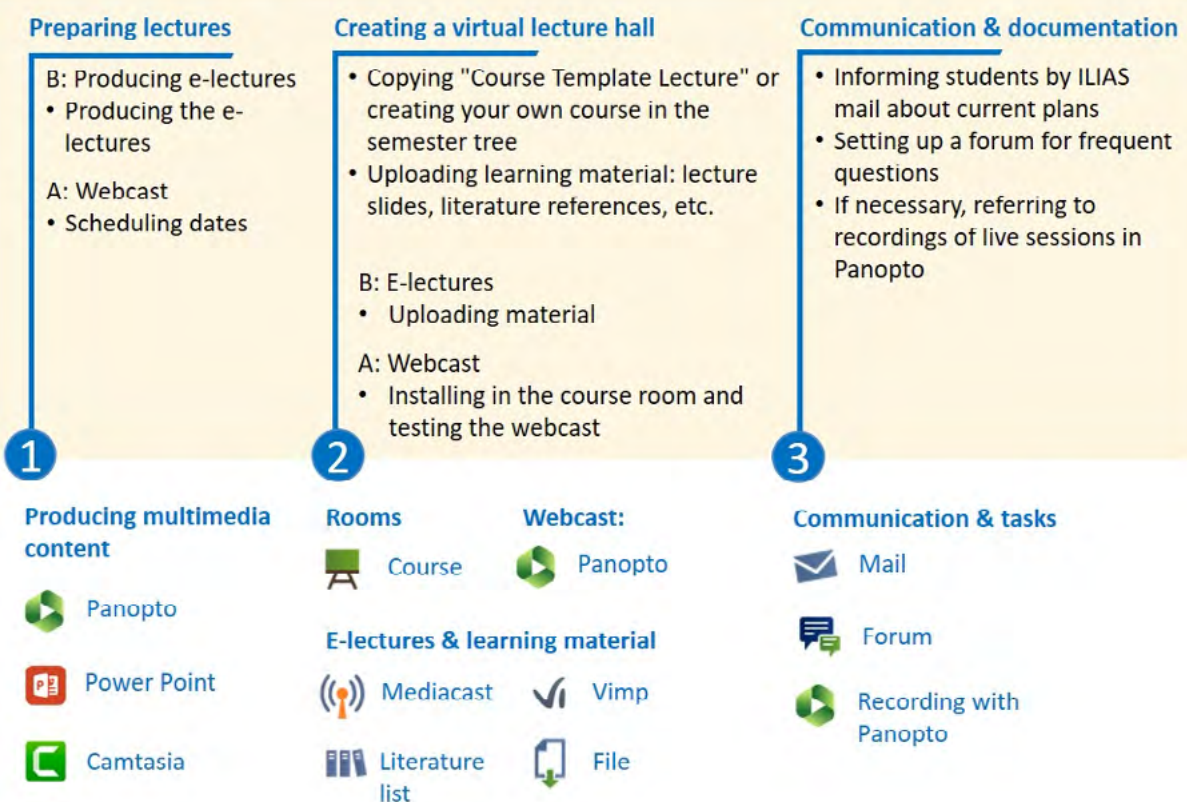 Preparing lectures
B: Producing e-lectures
• Producing the e-
lectures
A: Webcast
• Scheduling dates
Creating a virtual lecture hall
• Copying "Course Template Lecture" or
creating your own course in the
semester tree
• Uploading learning material: lecture
slides, literature references, etc.
B: E-lectures
• Uploading material
A: Webcast
• Installing in the course room and
testing the webcast
Communication & documentation
• Informing students by ILIAS
mail about current plans
• Setting up a forum for frequent
questions
• If necessary, referring to
recordings of live sessions in
Panopto
1
2
3
Producing multimedia
content
Panopto
Power Point
Camtasia
Rooms
Course
Webcast:
Panopto
E-lectures & learning material
Mediacast
Vimp
Literature
list
File
Communication & tasks
Mail
Forum
Recording with
Panopto